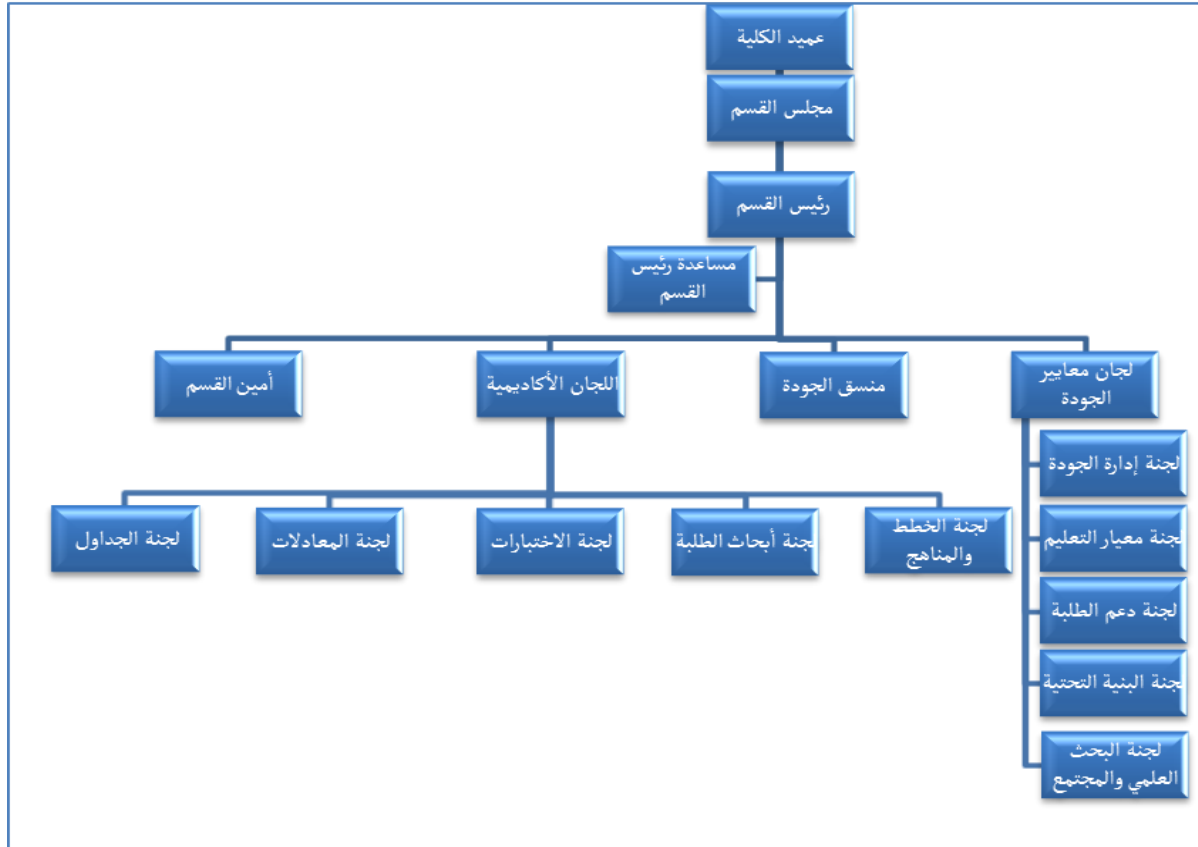 عميد الكلية
مجلس القسم
رئيس القسم
مساعدة رئيس
القسم
لجان معايير
الجودة
منسق الجودة
اللجان الأكاديمية
أمين القسم
لجنة إدارة الجودة
لجنة معيار التعليم
لجنة دعم الطلبة
لجنة البنية التحتية
لجنة البحث
العلمي والمجتمع
لجنة الخطط
والمناهج
لجنة أبحاث الطلبة
لجنة الاختبارات
لجنة المعادلات
لجنة الجداول